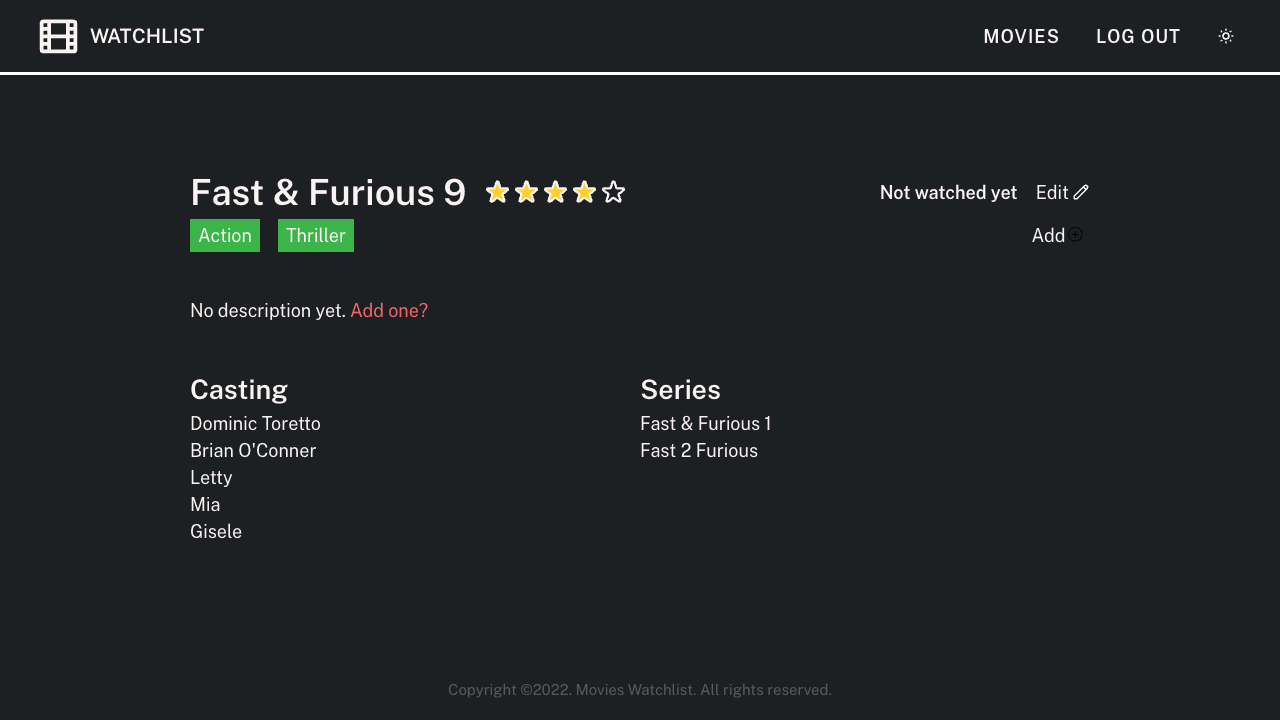 WATCHLIST
MOVIES LOG OUT
Fast & Furious 9
Not watched yet Edit
Action Thriller
Add
No description yet. Add one?
Casting
Dominic Toretto
Brian O'Conner
Letty
Mia
Gisele
Series
Fast & Furious 1
Fast 2 Furious
Copyright ©2022. Movies Watchlist. All rights reserved.